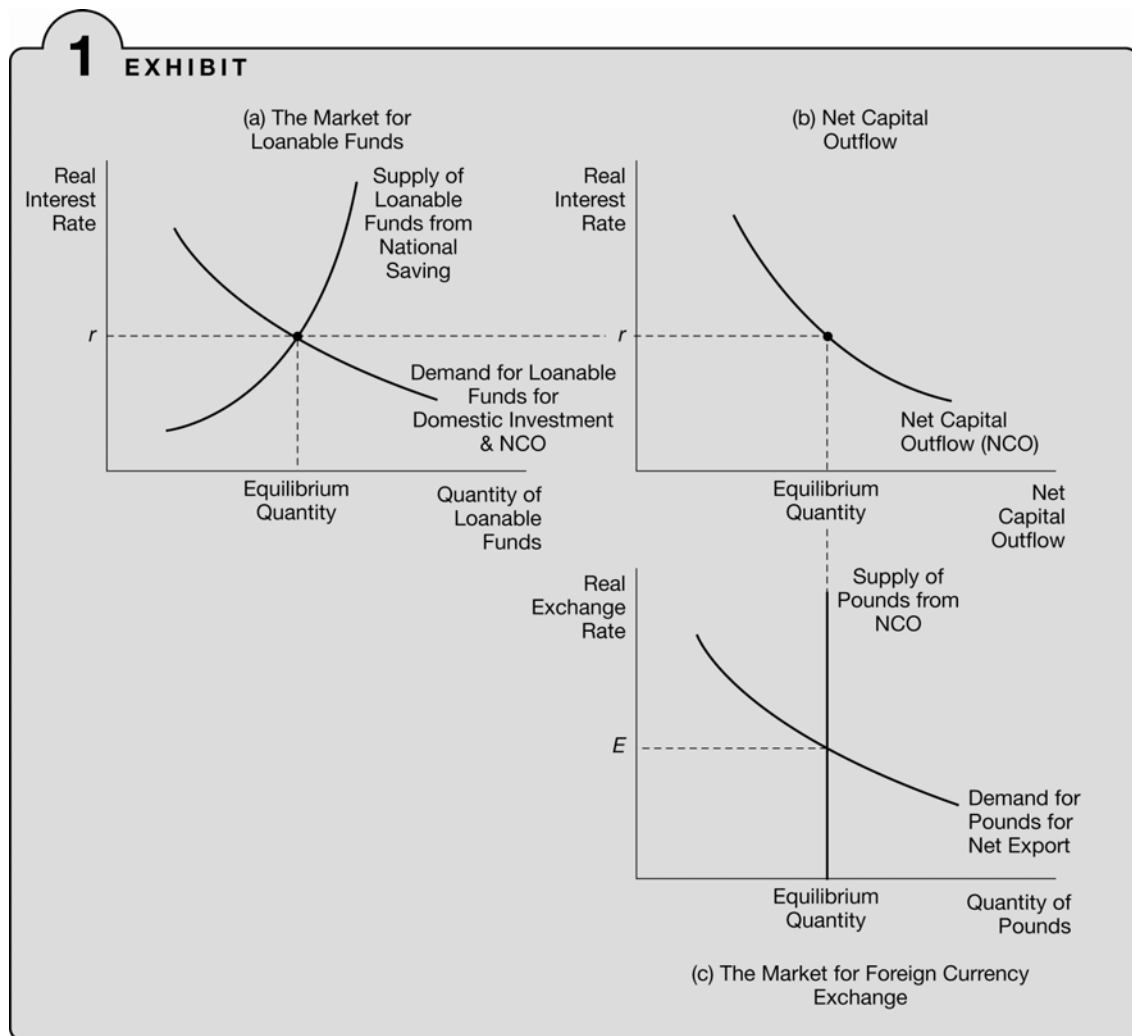 1 EXHIBIT
(a) The Market for
Loanable Funds
Real
Interest
Rate
Supply of
Loanable
Funds from
National
Saving
r
Demand for Loanable
Funds for
Domestic Investment
& NCO
Equilibrium
Quantity
Quantity of
Loanable
Funds
(b) Net Capital
Outflow
Real
Interest
Rate
r
Net Capital
Outflow (NCO)
Equilibrium
Quantity
Net
Capital
Outflow
Real
Exchange
Rate
Supply of
Pounds from
NCO
E
Demand for
Pounds for
Net Export
Equilibrium
Quantity
Quantity of
Pounds
(c) The Market for Foreign Currency
Exchange